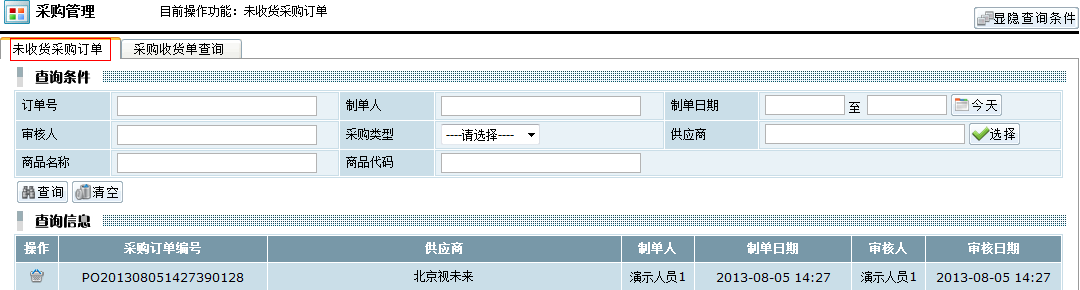 采购管理 目前操作功能：未收货采购订单 显隐查询条件
未收货采购订单 采购收货单查询
查询条件
订单号 制单人 制单日期 至 今天
审核人 采购类型 ----请选择---- 供应商 选择
商品名称 商品代码
查询 清空
查询信息
操作 采购订单编号 供应商 制单人 制单日期 审核人 审核日期
PO201308051427390128 北京视未来 演示人员1 2013-08-05 14:27 演示人员1 2013-08-05 14:27